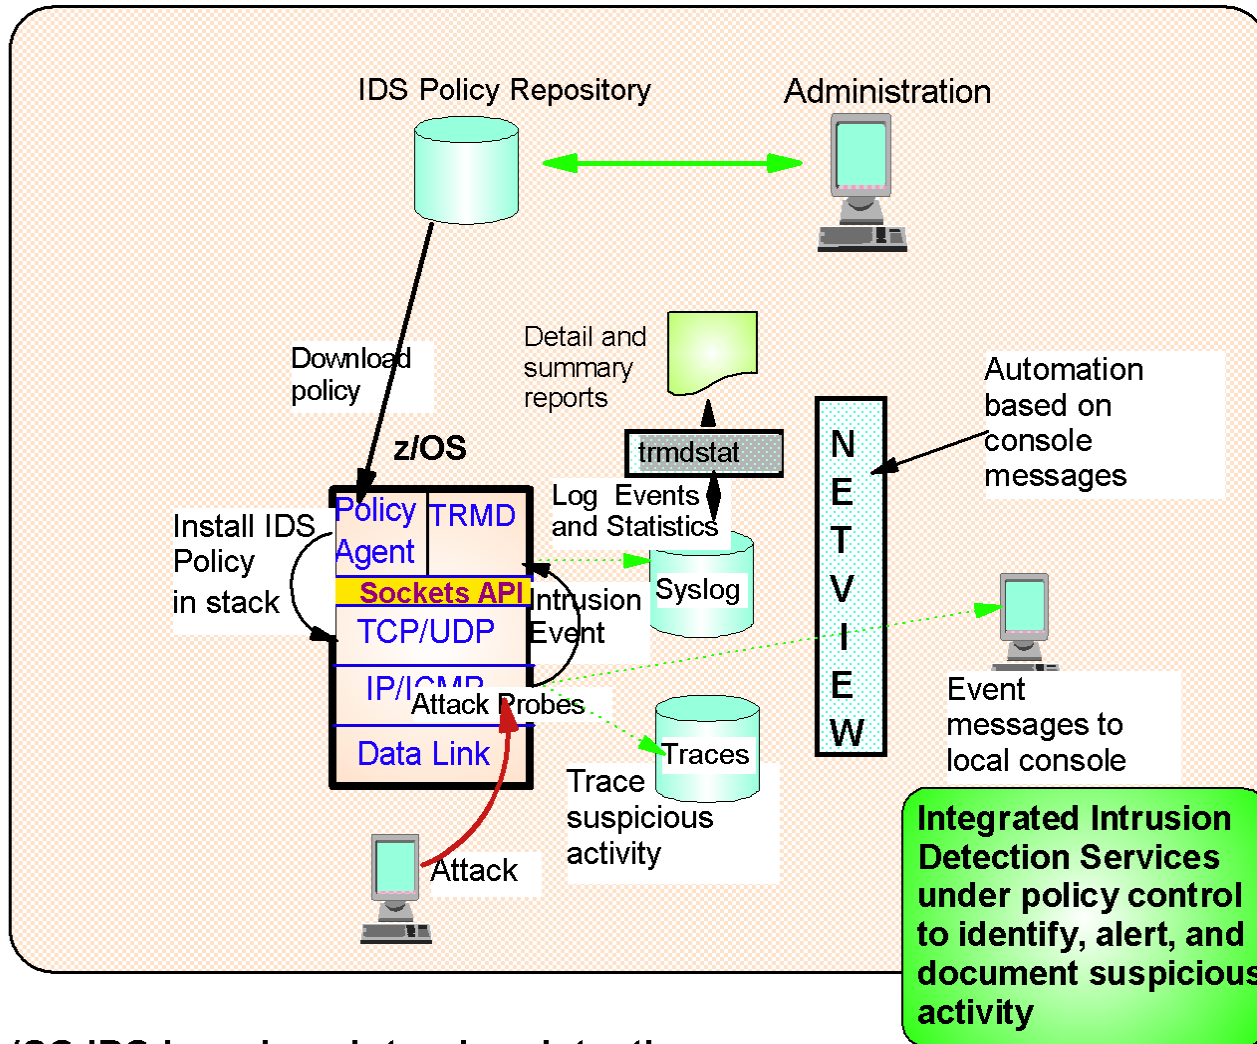 IDS Policy Repository
Administration
Download
policy
Detail and
summary
reports
Automation
based on
console
messages
z/OS
trmdstat
NETVIEW
Policy
Agent
TRMD
Log Events
and Statistics
Install IDS
Policy
in stack
Sockets API
Intrusion
Event
Syslog
TCP/UDP
IP/ICMP
Attack Probes
Data Link
Traces
Event
messages to
local console
Trace
suspicious
activity
Attack
Integrated Intrusion
Detection Services
under policy control
to identify, alert, and
document suspicious
activity